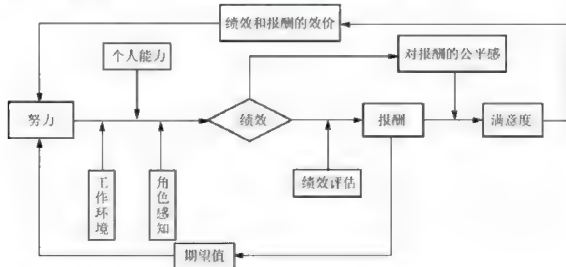 绩效和报酬的效价
个人能力
对报酬的公平感
努力
绩效
报酬
满意度
工作环境
角色感知
绩效评估
期望值